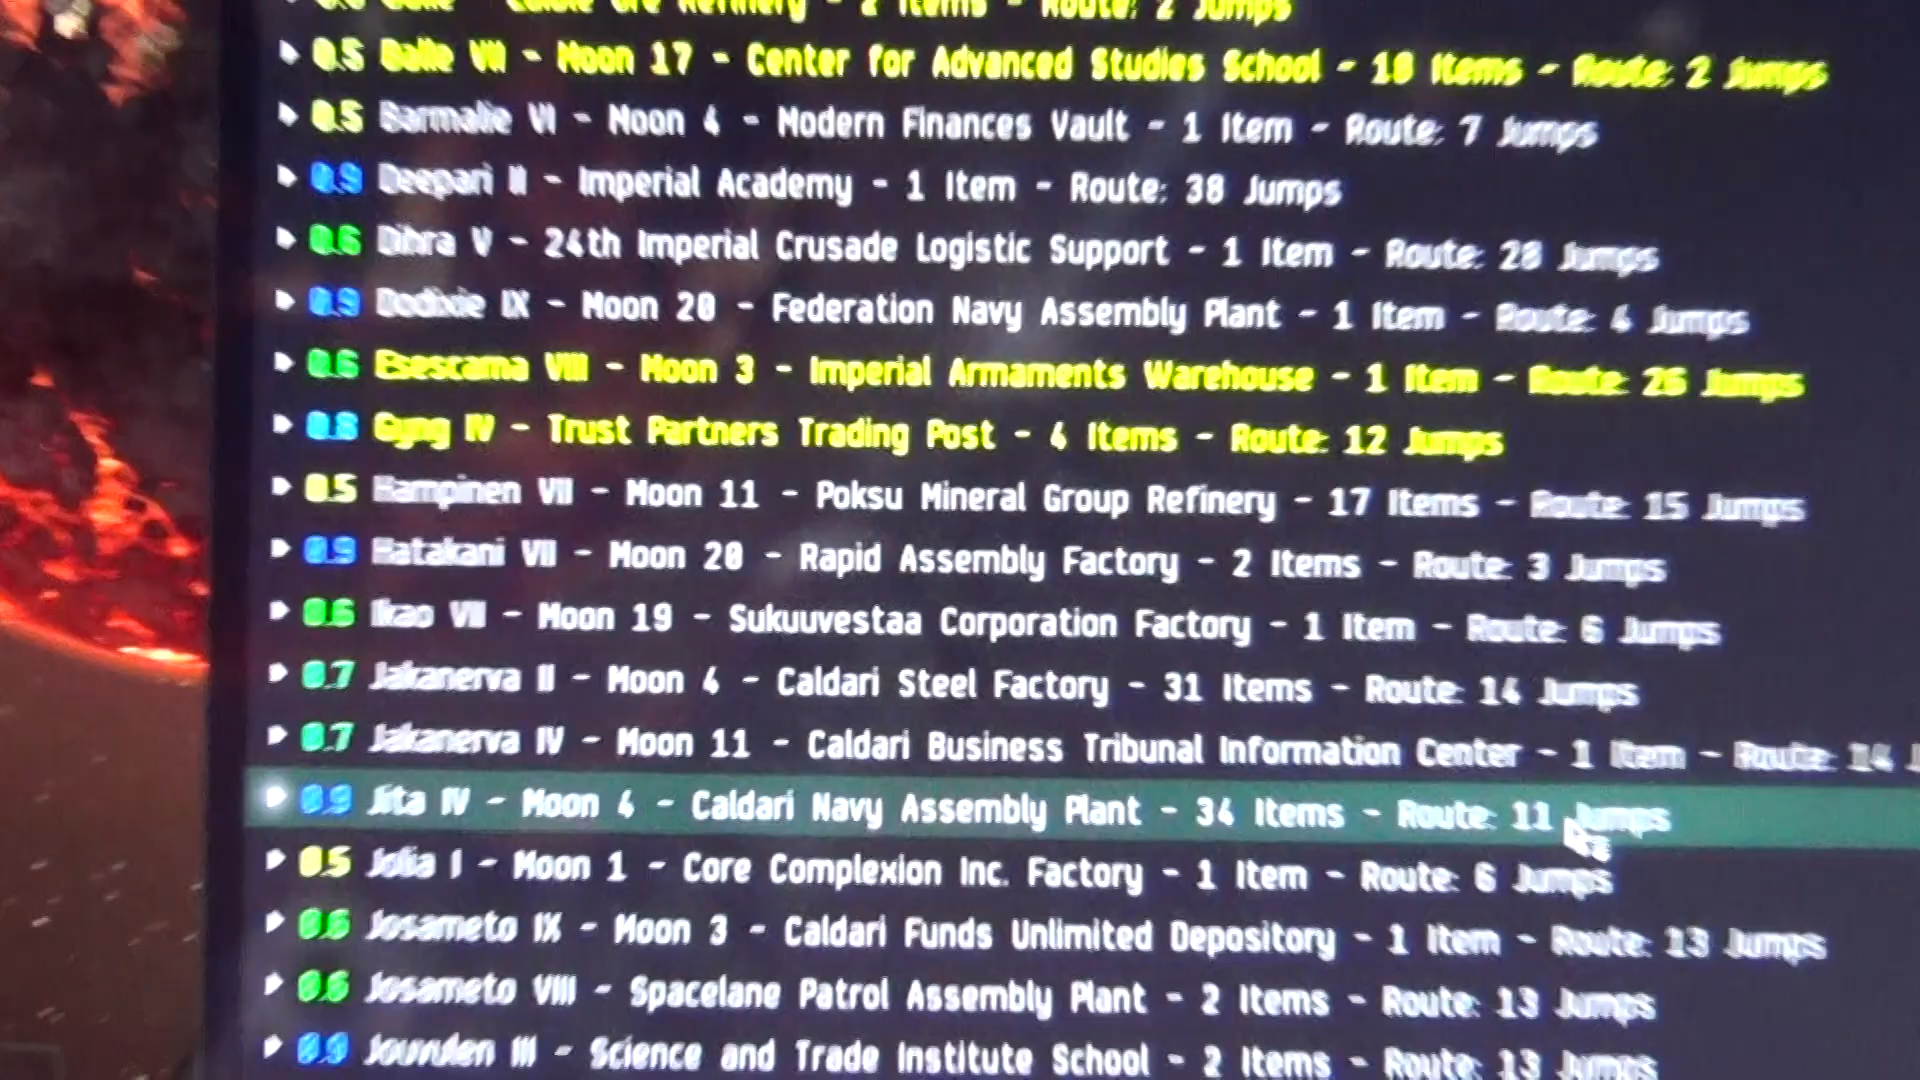 Balle - Caldie Ore Refinery - 2 Items - Route: 2 Jumps
0.5 Balle VII - Moon 17 - Center for Advanced Studies School - 18 Items - Route: 2 Jumps
0.5 Barmalie VI - Moon 4 - Modern Finances Vault - 1 Item - Route: 7 Jumps
0.9 Deepari II - Imperial Academy - 1 Item - Route: 38 Jumps
0.6 Dihra V - 24th Imperial Crusade Logistic Support - 1 Item - Route: 28 Jumps
0.9 Dodixie IX - Moon 20 - Federation Navy Assembly Plant - 1 Item - Route: 4 Jumps
0.6 Esescama VIII - Moon 3 - Imperial Armaments Warehouse - 1 Item - Route: 26 Jumps
0.8 Gyng IV - Trust Partners Trading Post - 4 Items - Route: 12 Jumps
0.5 Hampinen VII - Moon 11 - Poksu Mineral Group Refinery - 17 Items - Route: 15 Jumps
0.9 Hatakani VII - Moon 20 - Rapid Assembly Factory - 2 Items - Route: 3 Jumps
0.6 Ikao VII - Moon 19 - Sukuuvestaa Corporation Factory - 1 Item - Route: 6 Jumps
0.7 Jakanerva II - Moon 4 - Caldari Steel Factory - 31 Items - Route: 14 Jumps
0.7 Jakanerva IV - Moon 11 - Caldari Business Tribunal Information Center - 1 Item - Route: 14 J
0.9 Jita IV - Moon 4 - Caldari Navy Assembly Plant - 34 Items - Route: 11 Jumps
0.5 Jolia I - Moon 1 - Core Complexion Inc. Factory - 1 Item - Route: 6 Jumps
0.6 Josameto IX - Moon 3 - Caldari Funds Unlimited Depository - 1 Item - Route: 13 Jumps
0.6 Josameto VIII - Spacelane Patrol Assembly Plant - 2 Items - Route: 13 Jumps
0.9 Jouvulen III - Science and Trade Institute School - 2 Items - Route: 13 Jumps